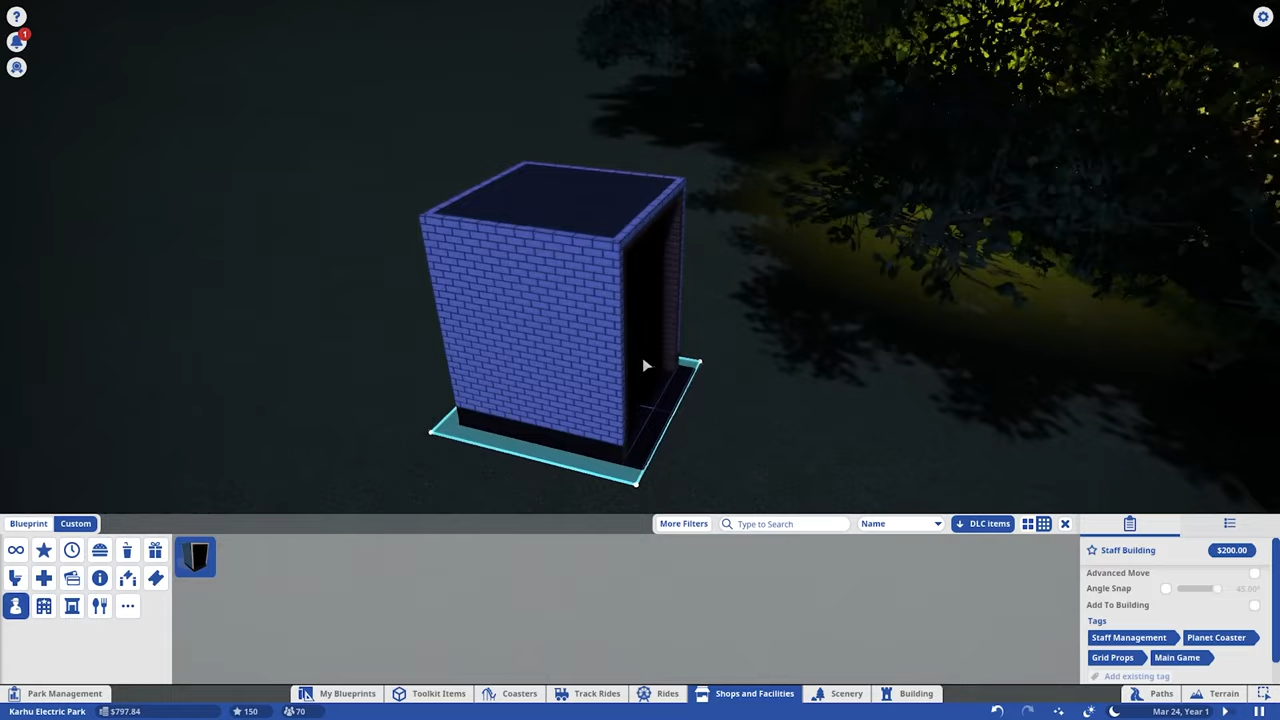 ?
1
Blueprint Custom More Filters Type to Search Name DLC items
Staff Building $200.00
Advanced Move
Angle Snap 45.00°
Add To Building
Tags
Staff Management Planet Coaster
Grid Props Main Game
Add existing tag
Park Management My Blueprints Toolkit Items Coasters Track Rides Rides Shops and Facilities Scenery Building Paths Terrain
Karhu Electric Park $797.84 150 70 Mar 24, Year 1